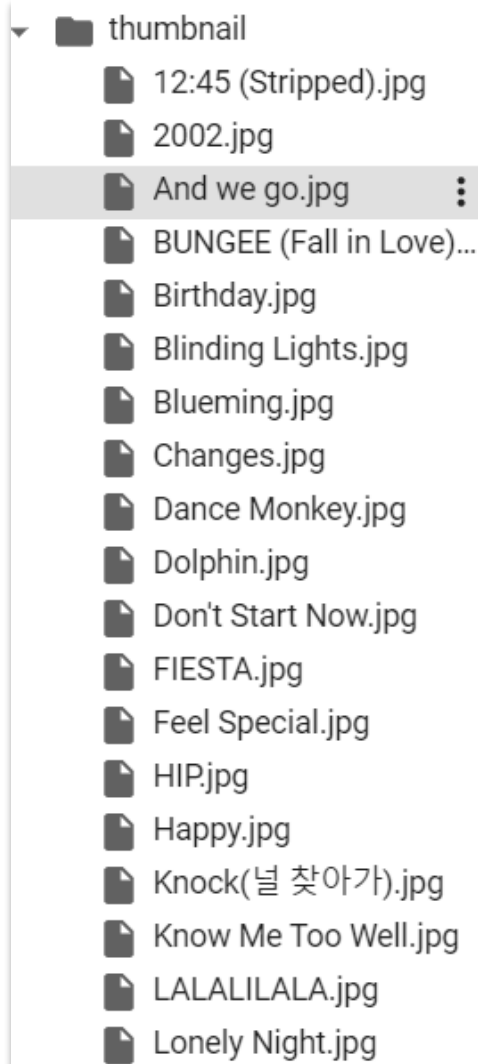 thumbnail
12:45 (Stripped).jpg
2002.jpg
And we go.jpg
BUNGEE (Fall in Love)...
Birthday.jpg
Blinding Lights.jpg
Blueming.jpg
Changes.jpg
Dance Monkey.jpg
Dolphin.jpg
Don't Start Now.jpg
FIESTA.jpg
Feel Special.jpg
HIP.jpg
Happy.jpg
Knock(널 찾아가).jpg
Know Me Too Well.jpg
LALALILALA.jpg
Lonely Night.jpg